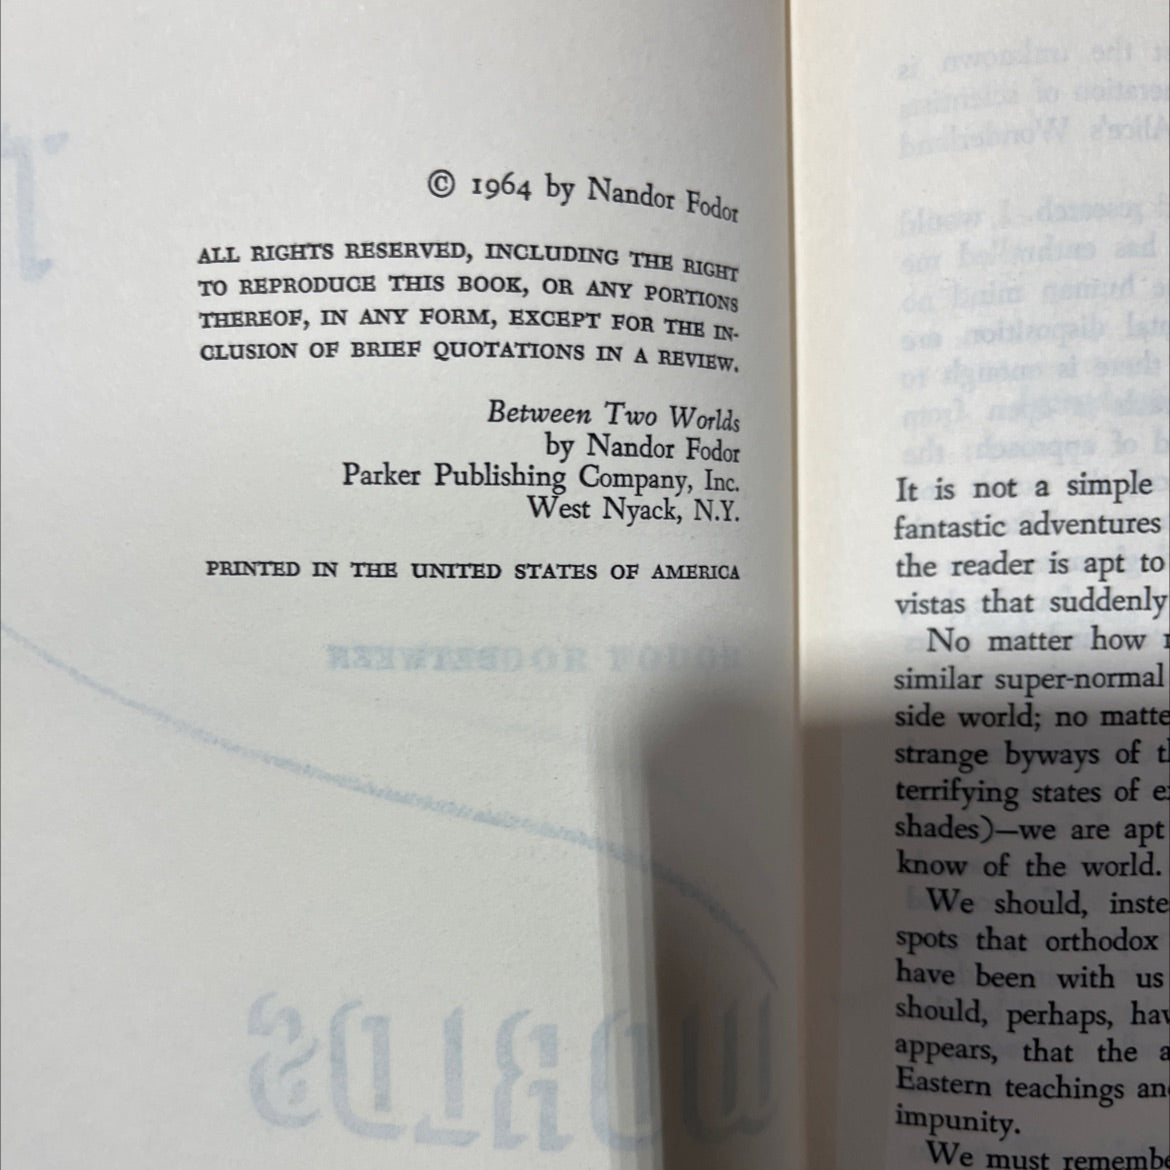 © 1964 by Nandor Fodor
ALL RIGHTS RESERVED, INCLUDING THE RIGHT
TO REPRODUCE THIS BOOK, OR ANY PORTIONS
THEREOF, IN ANY FORM, EXCEPT FOR THE IN-
CLUSION OF BRIEF QUOTATIONS IN A REVIEW.
Between Two Worlds
by Nandor Fodor
Parker Publishing Company, Inc.
West Nyack, N.Y.
PRINTED IN THE UNITED STATES OF AMERICA
WORLDS
It is not a simple
fantastic adventures
the reader is apt to
vistas that suddenly
No matter how
similar super-normal
side world; no matte
strange byways of
terrifying states of
shades)—we are apt
know of the world.
We should, inste
spots that orthodox
have been with us
should, perhaps, hav
appears, that the a
Eastern teachings an
impunity.
We must rememb